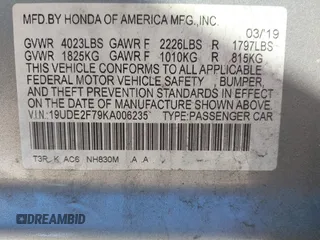 MFD.BY HONDA OF AMERICA MFG.,INC.
03/19
GVWR 4023LBS GAWR F 2226LBS R 1797LBS
GVWR 1825KG GAWR F 1010KG R 815KG
THIS VEHICLE CONFORMS TO ALL APPLICABLE
FEDERAL MOTOR VEHICLE SAFETY, BUMPER,
AND THEFT PREVENTION STANDARDS IN EFFECT
ON THE DATE OF MANUFACTURE SHOWN ABOVE.
V.I.N.:19UDE2F79KA006235 TYPE:PASSENGER CAR
T3R_K_AC6 NH830M A A
DREAMBID